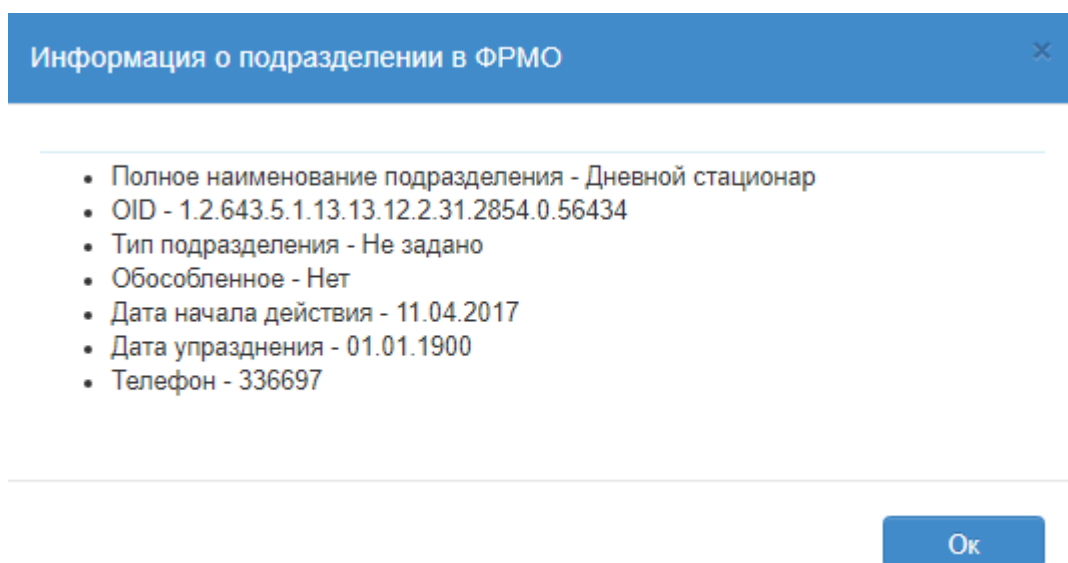 Информация о подразделении в ФРМО
×
• Полное наименование подразделения - Дневной стационар
• OID - 1.2.643.5.1.13.13.12.2.31.2854.0.56434
• Тип подразделения - Не задано
• Обособленное - Нет
• Дата начала действия - 11.04.2017
• Дата упразднения - 01.01.1900
• Телефон - 336697
Ок